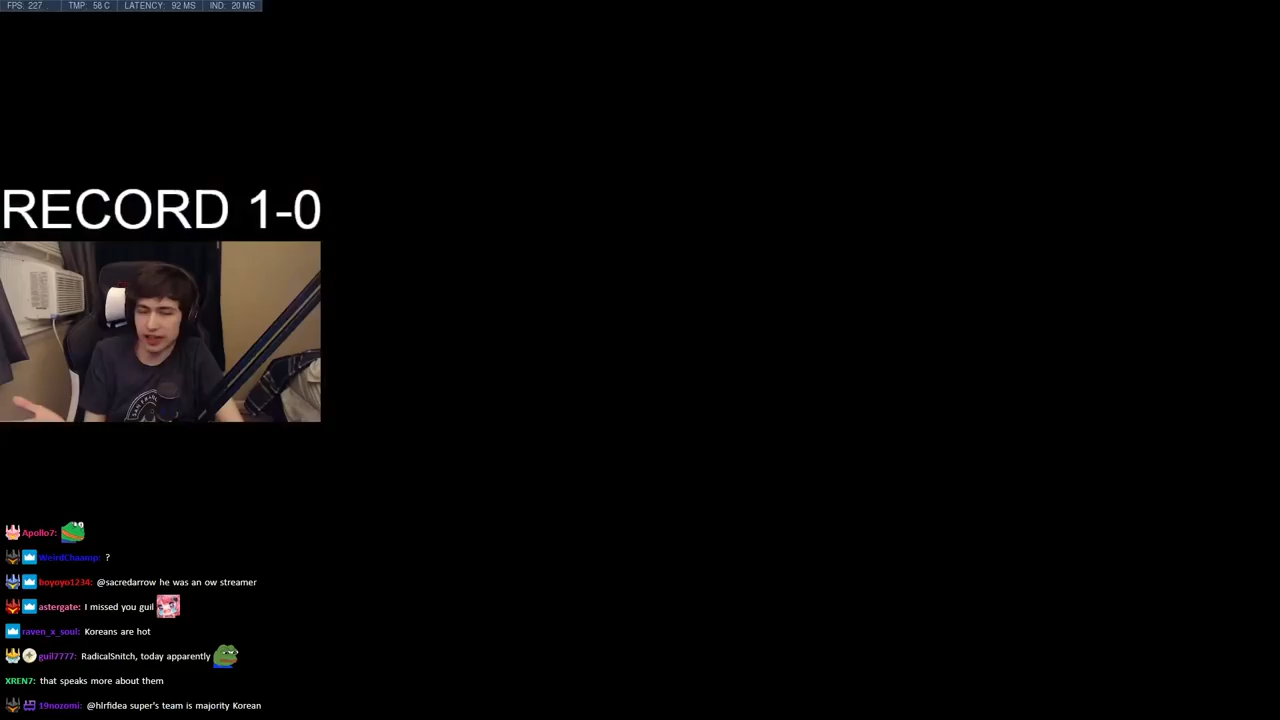 FPS: 227 TMP: 58 C LATENCY: 92 MS IND: 20 MS
RECORD 1-0
Apollo7:
WeirdChaamp: ?
boyoyo1234: @sacredarrow he was an ow streamer
astergate: I missed you guil
raven_x_soul: Koreans are hot
guil7777: RadicalSnitch, today apparently
XREN7: that speaks more about them
19nozomi: @hlrfidea super's team is majority Korean